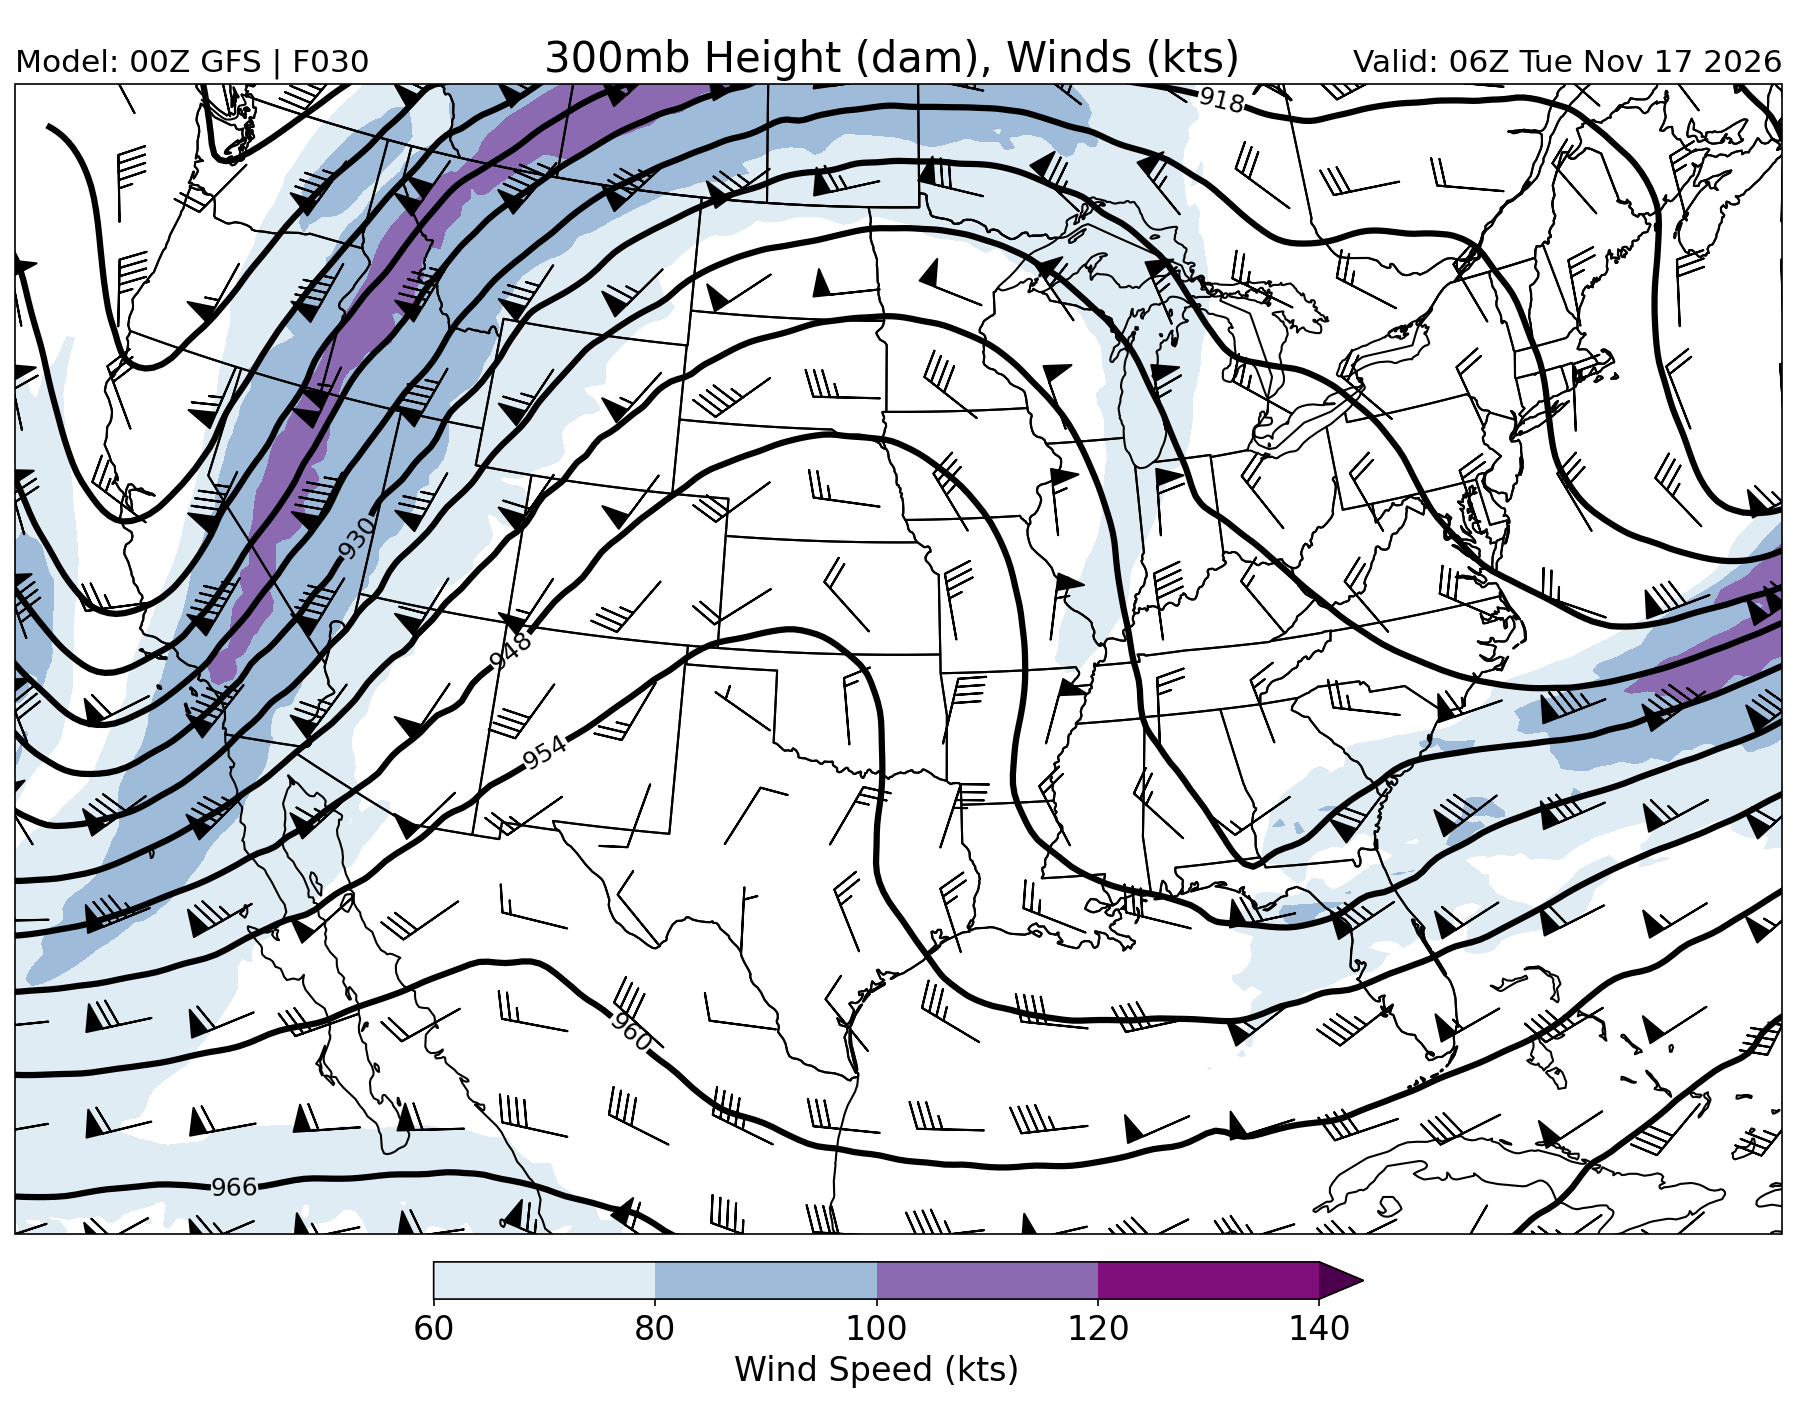 Model: 00Z GFS | F030
300mb Height (dam), Winds (kts)
Valid: 06Z Tue Nov 17 2026
918
930
948
954
960
966
60 80 100 120 140
Wind Speed (kts)